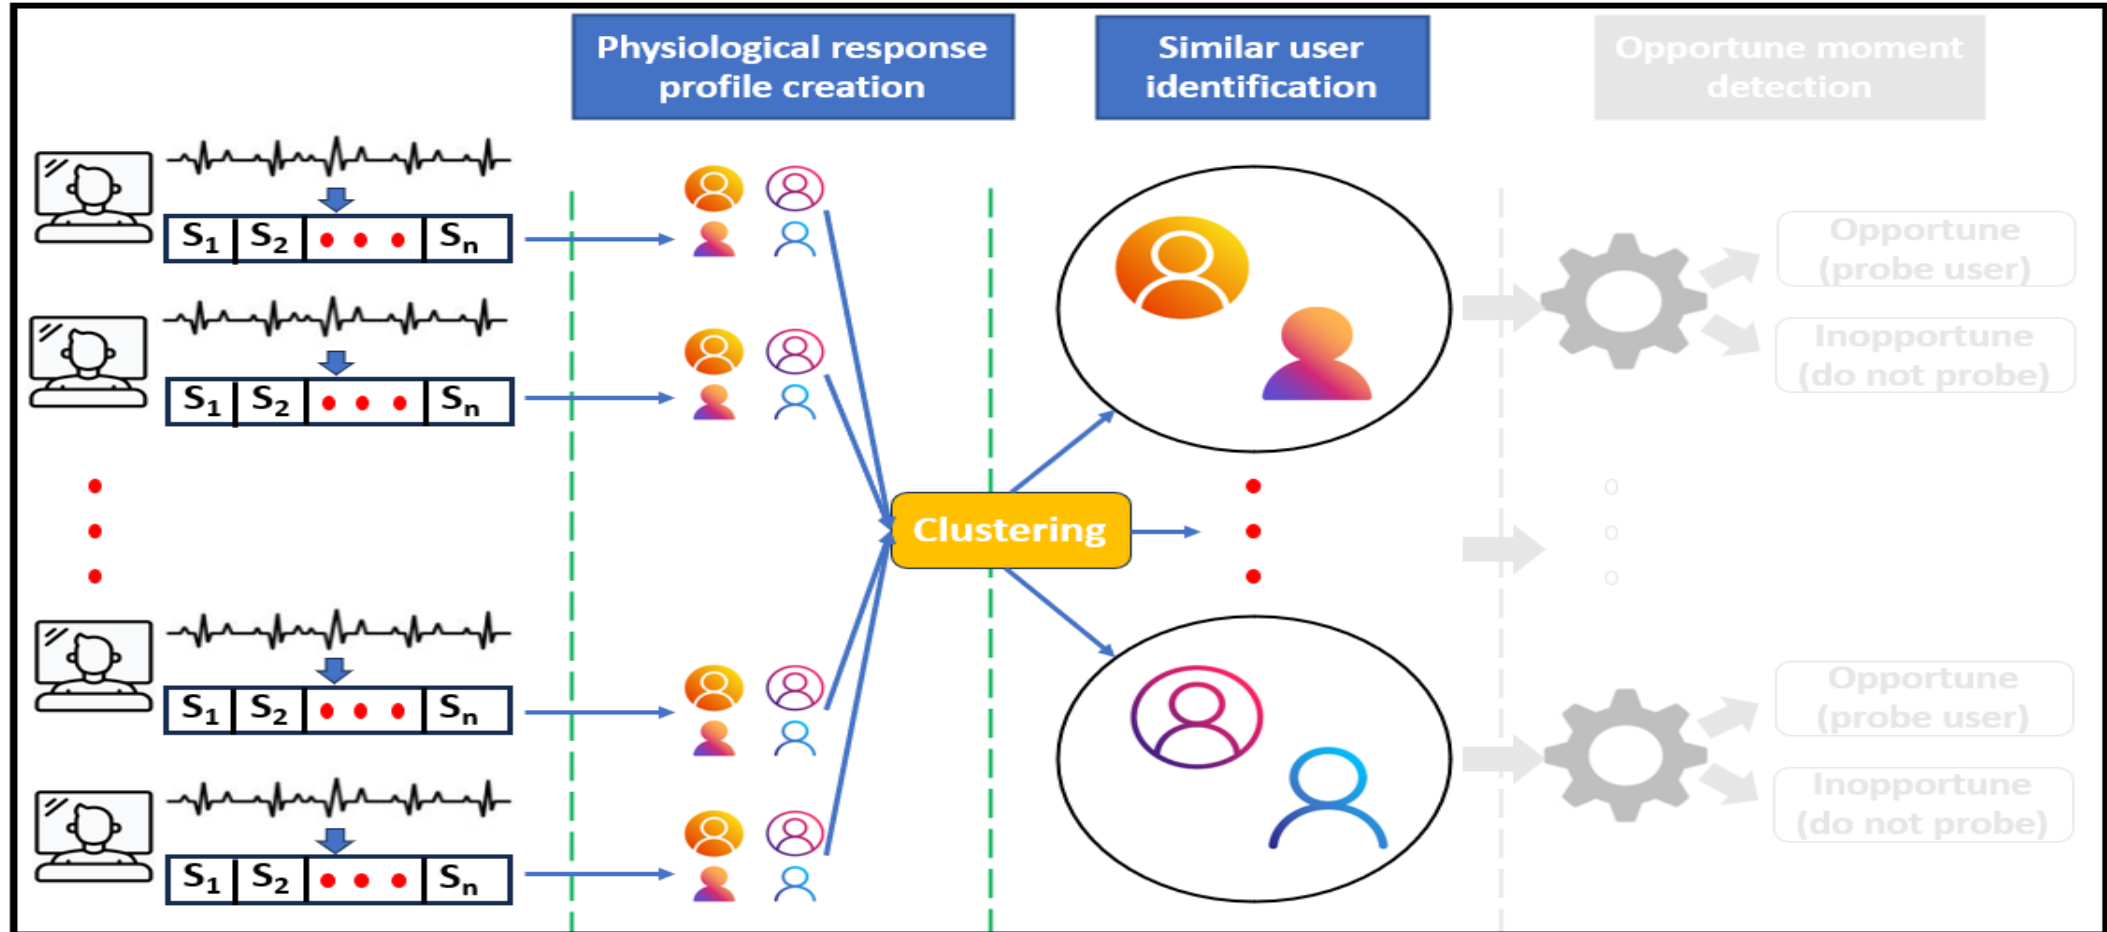 Physiological response
profile creation
Similar user
identification
Opportune moment
detection
S1 S2 Sn
S1 S2 Sn
S1 S2 Sn
S1 S2 Sn
Clustering
Opportune
(probe user)
Inopportune
(do not probe)
Opportune
(probe user)
Inopportune
(do not probe)